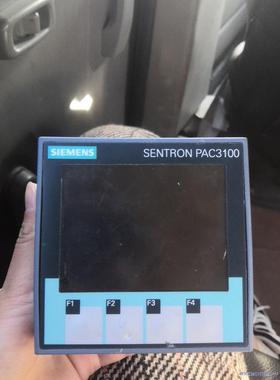 SIEMENS SENTRON PAC3100
F1 F2 F3 F4